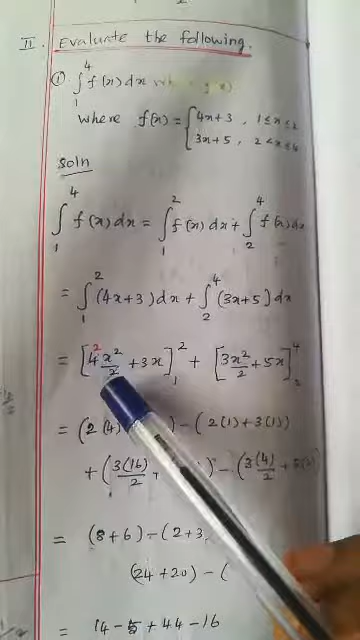 II. Evaluate the following.
① ∫₁⁴ f(x) dx
where f(x) = { 4x+3 , 1 ≤ x ≤ 2
3x+5 , 2 < x ≤ 4
soln
∫₁⁴ f(x) dx = ∫₁² f(x) dx + ∫₂⁴ f(x) dx
= ∫₁² (4x+3) dx + ∫₂⁴ (3x+5) dx
= [4 x²/2 + 3x]₁² + [3x²/2 + 5x]₂⁴
= (2(4) ) − (2(1) + 3(1))
+ (3(16)/2 + ) − (3(4)/2 +
= (8+6) − (2+3
(24+20) − (
= 14 − 5 + 44 − 16